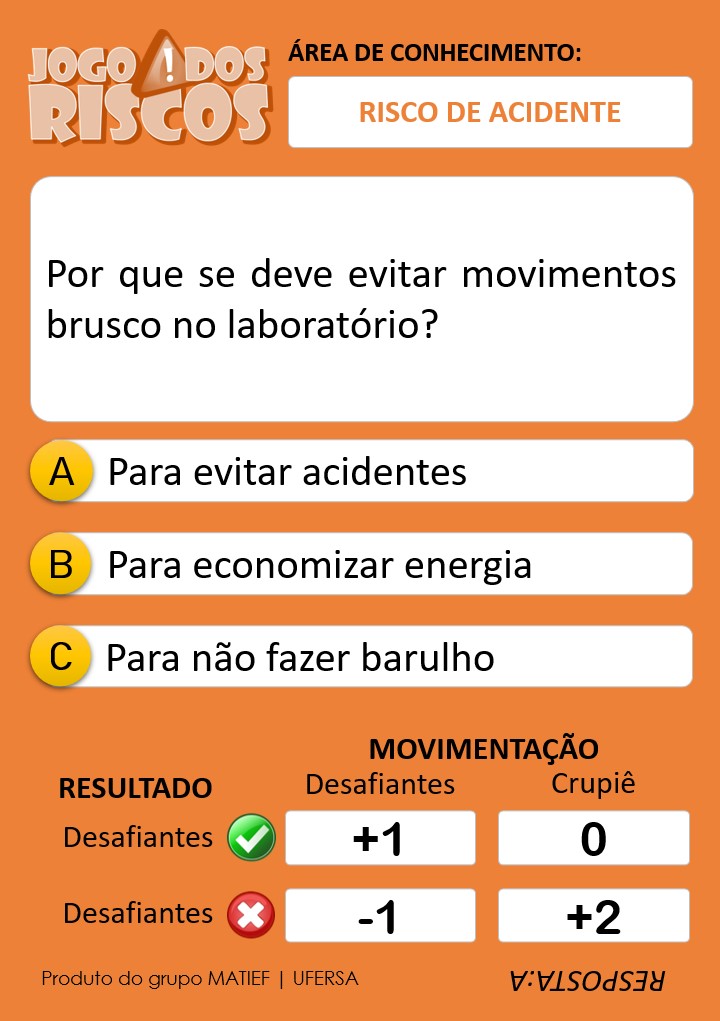 JOGO ! DOS
RISCOS
ÁREA DE CONHECIMENTO:
RISCO DE ACIDENTE
Por que se deve evitar movimentos
brusco no laboratório?
A Para evitar acidentes
B Para economizar energia
C Para não fazer barulho
MOVIMENTAÇÃO
RESULTADO Desafiantes Crupiê
Desafiantes +1 0
Desafiantes -1 +2
Produto do grupo MATIEF | UFERSA
RESPOSTA:A